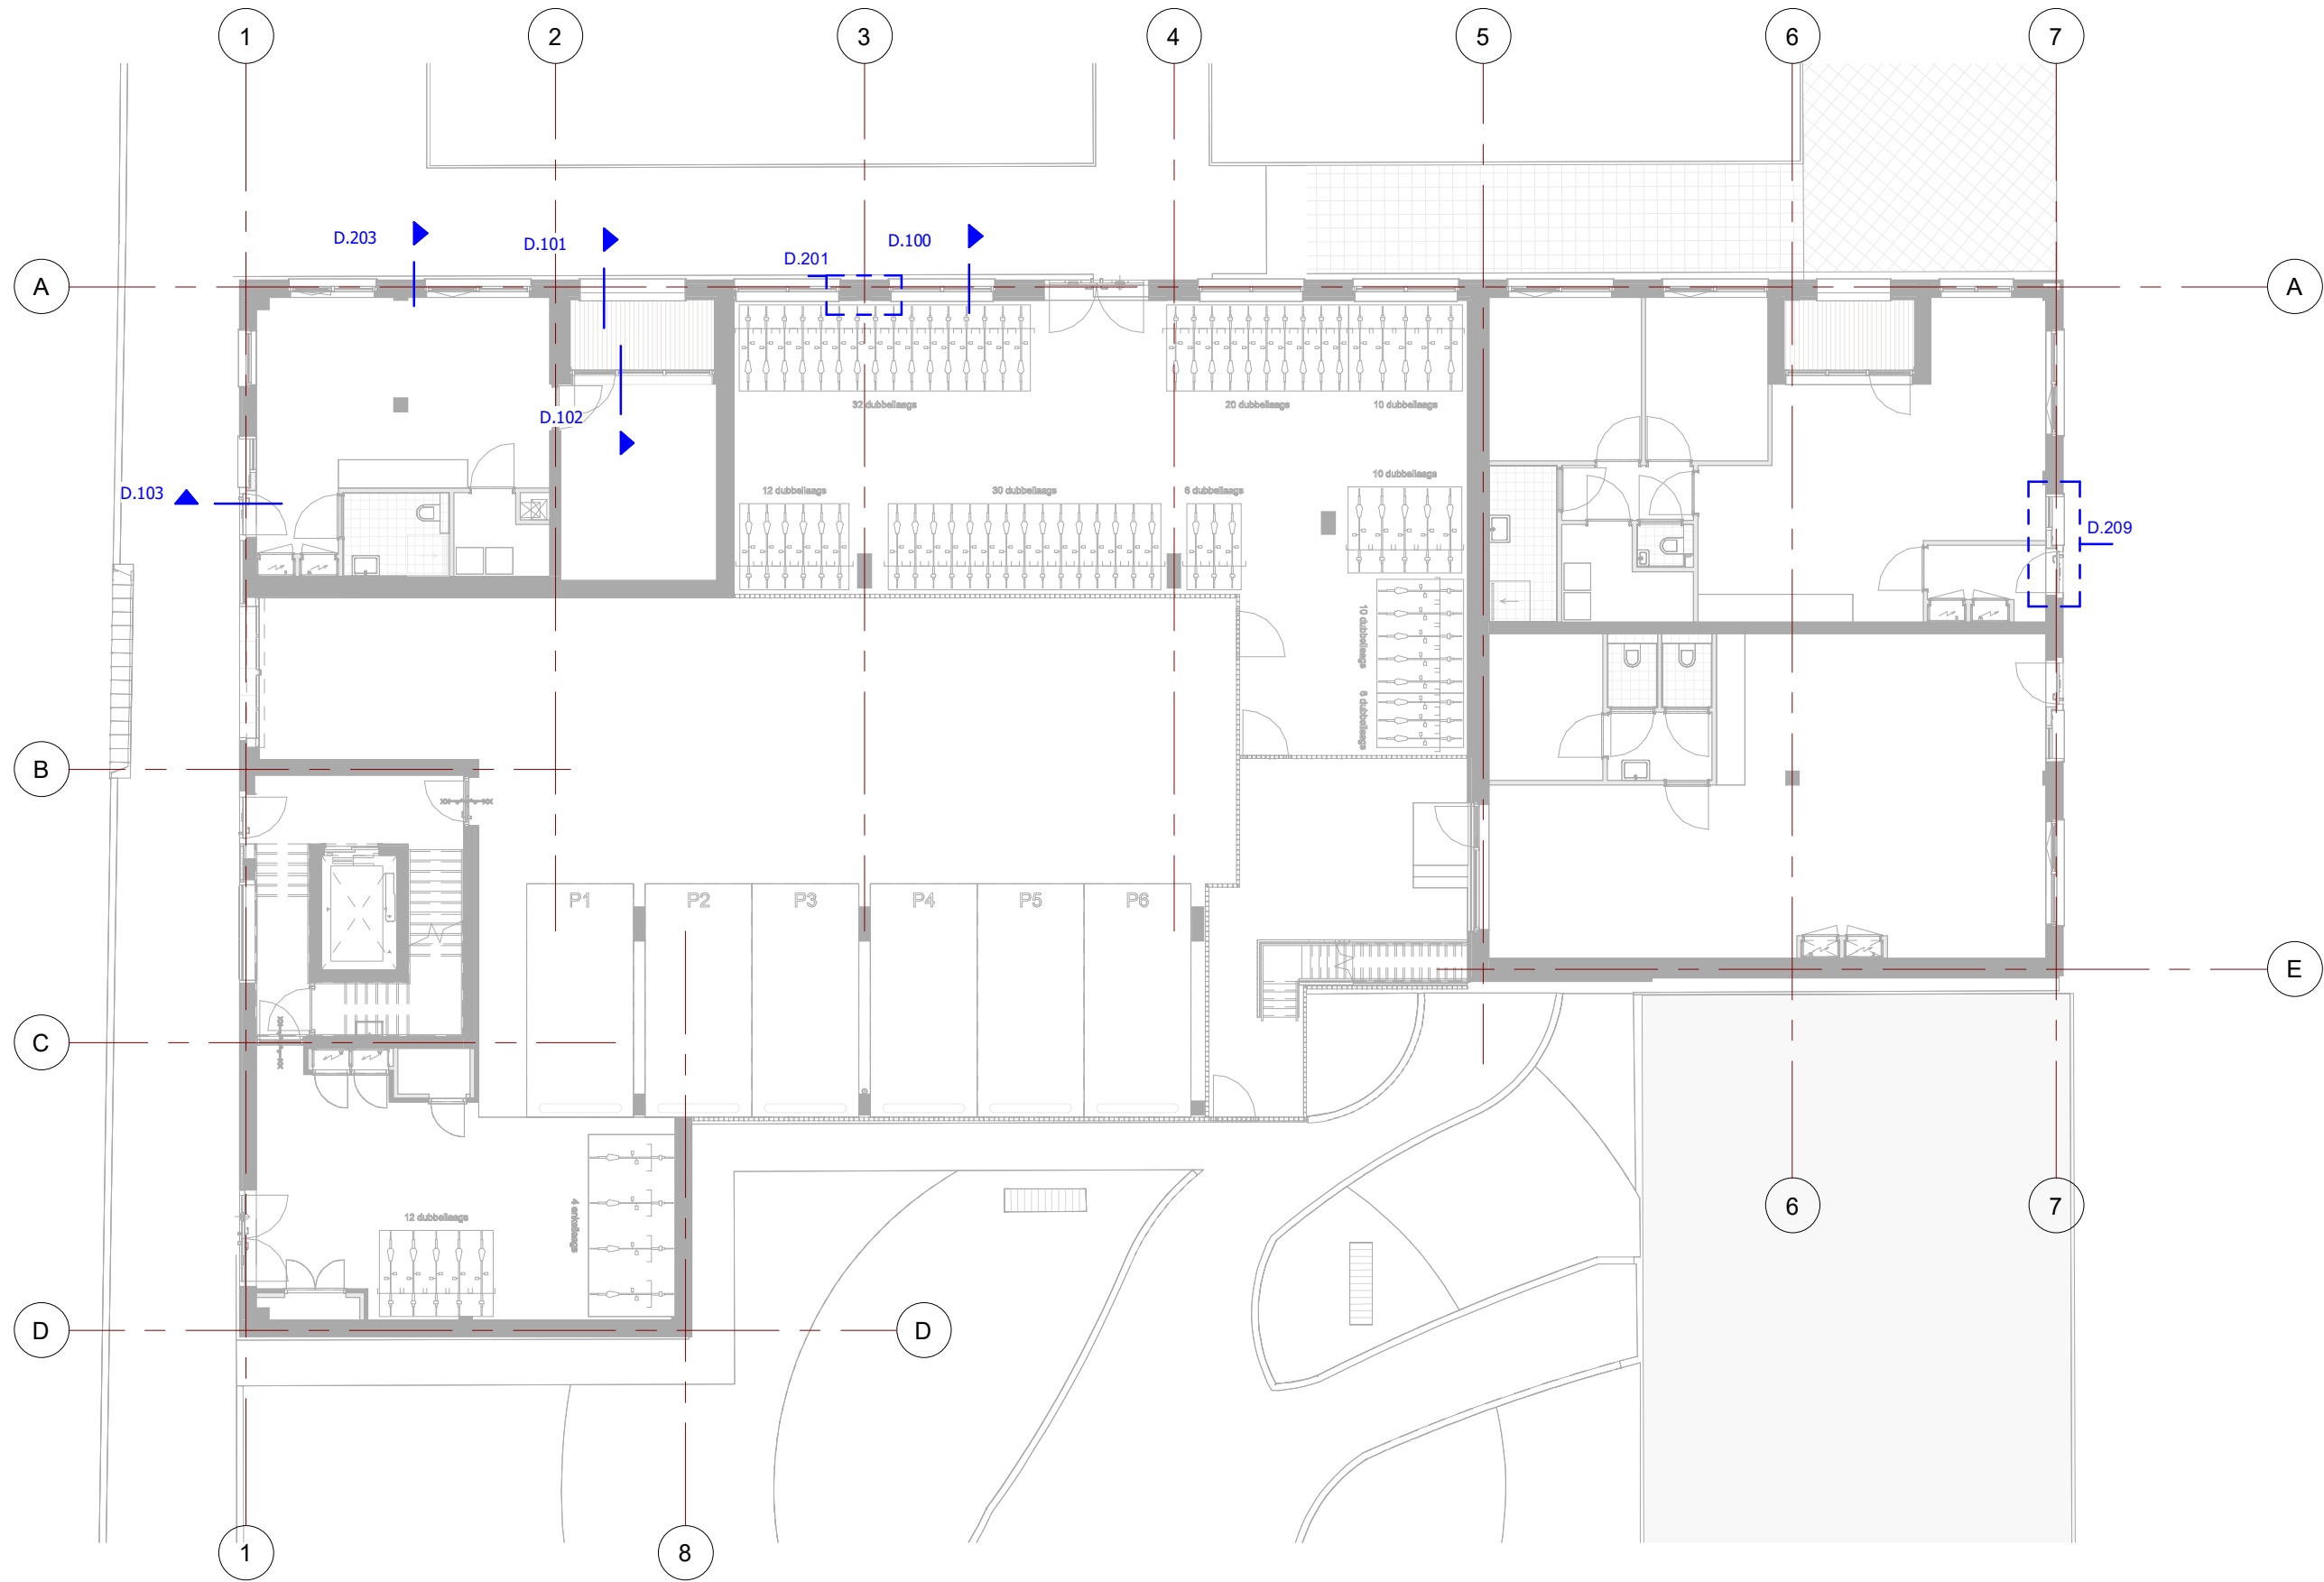 1 2 3 4 5 6 7
D.203 D.101 D.201 D.100
A A
32 dubbellaags 20 dubbellaags 10 dubbellaags
D.102
10 dubbellaags
12 dubbellaags 30 dubbellaags 6 dubbellaags
D.103
D.209
10 dubbellaags
6 dubbellaags
B
P1 P2 P3 P4 P5 P6
E
C
6 7
12 dubbellaags
4 enkellaags
D D
1 8